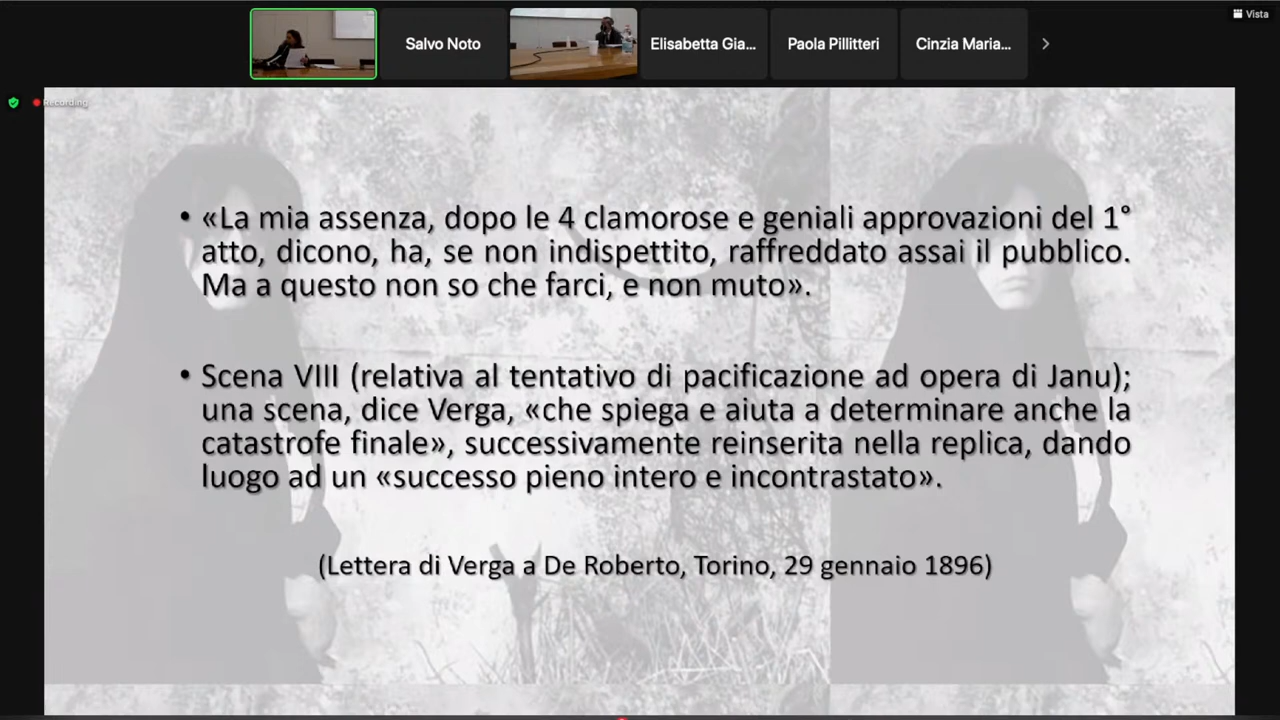 Vista
Salvo Noto
Elisabetta Gia...
Paola Pillitteri
Cinzia Maria...
Recording
• «La mia assenza, dopo le 4 clamorose e geniali approvazioni del 1°
atto, dicono, ha, se non indispettito, raffreddato assai il pubblico.
Ma a questo non so che farci, e non muto».
• Scena VIII (relativa al tentativo di pacificazione ad opera di Janu);
una scena, dice Verga, «che spiega e aiuta a determinare anche la
catastrofe finale», successivamente reinserita nella replica, dando
luogo ad un «successo pieno intero e incontrastato».
(Lettera di Verga a De Roberto, Torino, 29 gennaio 1896)